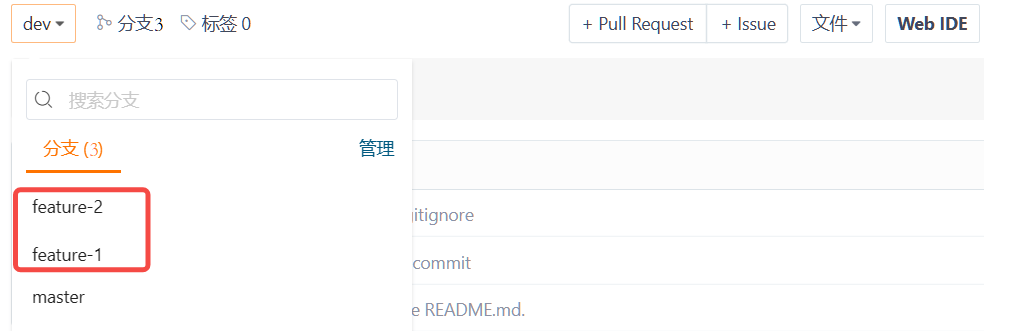 dev 分支3 标签 0 + Pull Request + Issue 文件 Web IDE
搜索分支
分支 (3) 管理
feature-2
gitignore
feature-1
commit
master
e README.md.